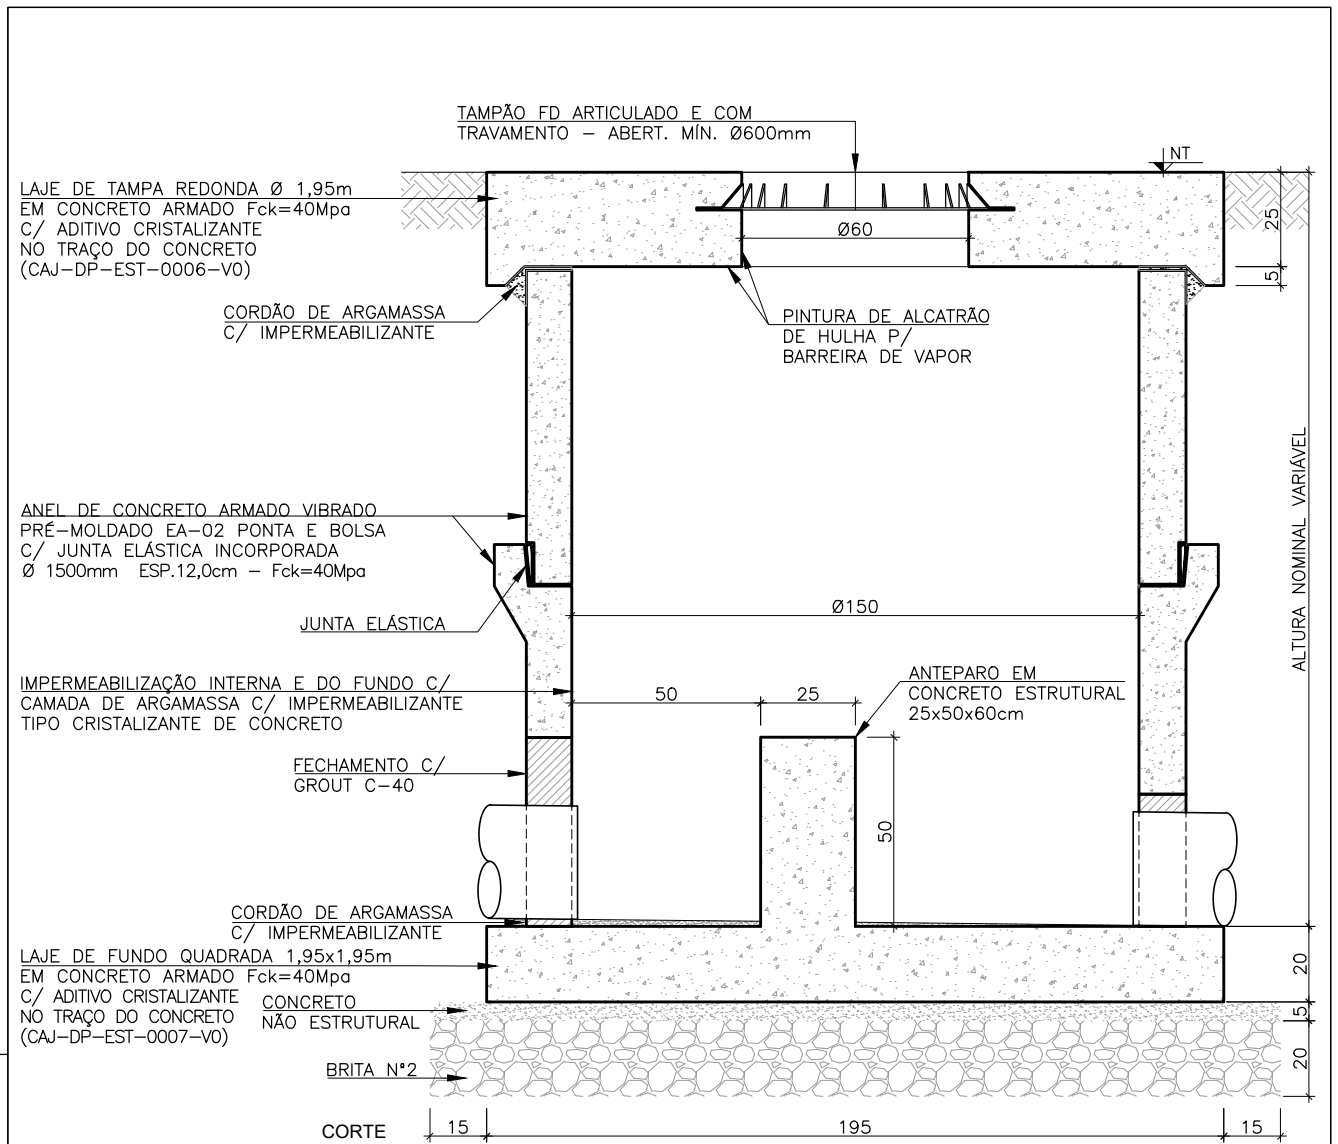 TAMPÃO FD ARTICULADO E COM
TRAVAMENTO – ABERT. MÍN. Ø600mm
NT
LAJE DE TAMPA REDONDA Ø 1,95m
EM CONCRETO ARMADO Fck=40Mpa
C/ ADITIVO CRISTALIZANTE
NO TRAÇO DO CONCRETO
(CAJ–DP–EST–0006–V0)
Ø60
25
5
CORDÃO DE ARGAMASSA
C/ IMPERMEABILIZANTE
PINTURA DE ALCATRÃO
DE HULHA P/
BARREIRA DE VAPOR
ALTURA NOMINAL VARIÁVEL
ANEL DE CONCRETO ARMADO VIBRADO
PRÉ–MOLDADO EA–02 PONTA E BOLSA
C/ JUNTA ELÁSTICA INCORPORADA
Ø 1500mm ESP.12,0cm – Fck=40Mpa
JUNTA ELÁSTICA
Ø150
IMPERMEABILIZAÇÃO INTERNA E DO FUNDO C/
CAMADA DE ARGAMASSA C/ IMPERMEABILIZANTE
TIPO CRISTALIZANTE DE CONCRETO
50
25
ANTEPARO EM
CONCRETO ESTRUTURAL
25x50x60cm
FECHAMENTO C/
GROUT C–40
50
CORDÃO DE ARGAMASSA
C/ IMPERMEABILIZANTE
LAJE DE FUNDO QUADRADA 1,95x1,95m
EM CONCRETO ARMADO Fck=40Mpa
C/ ADITIVO CRISTALIZANTE
NO TRAÇO DO CONCRETO
(CAJ–DP–EST–0007–V0)
CONCRETO
NÃO ESTRUTURAL
20
5
20
BRITA N°2
CORTE
15
195
15